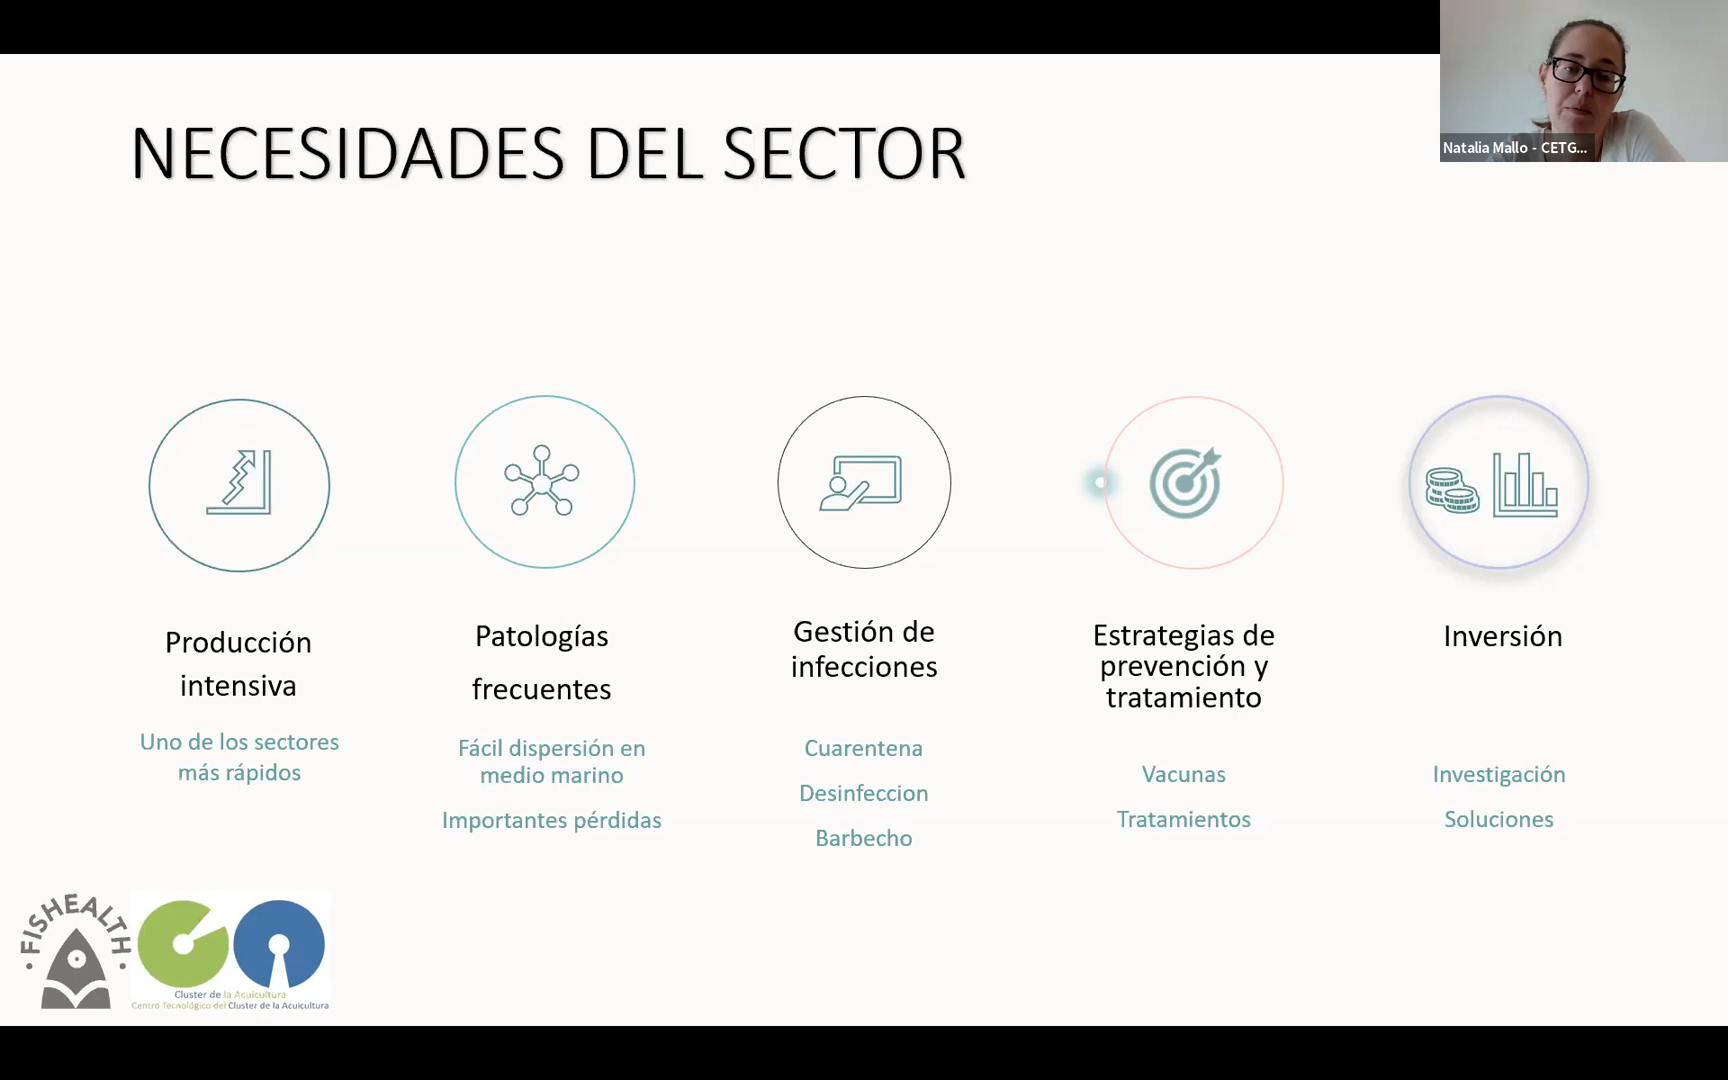 NECESIDADES DEL SECTOR
Natalia Mallo - CETG...
Producción
intensiva
Uno de los sectores
más rápidos
Patologías
frecuentes
Fácil dispersión en
medio marino
Importantes pérdidas
Gestión de
infecciones
Cuarentena
Desinfeccion
Barbecho
Estrategias de
prevención y
tratamiento
Vacunas
Tratamientos
Inversión
Investigación
Soluciones
· FISHEALTH ·
Cluster de la Acuicultura
Centro Tecnológico del Cluster de la Acuicultura